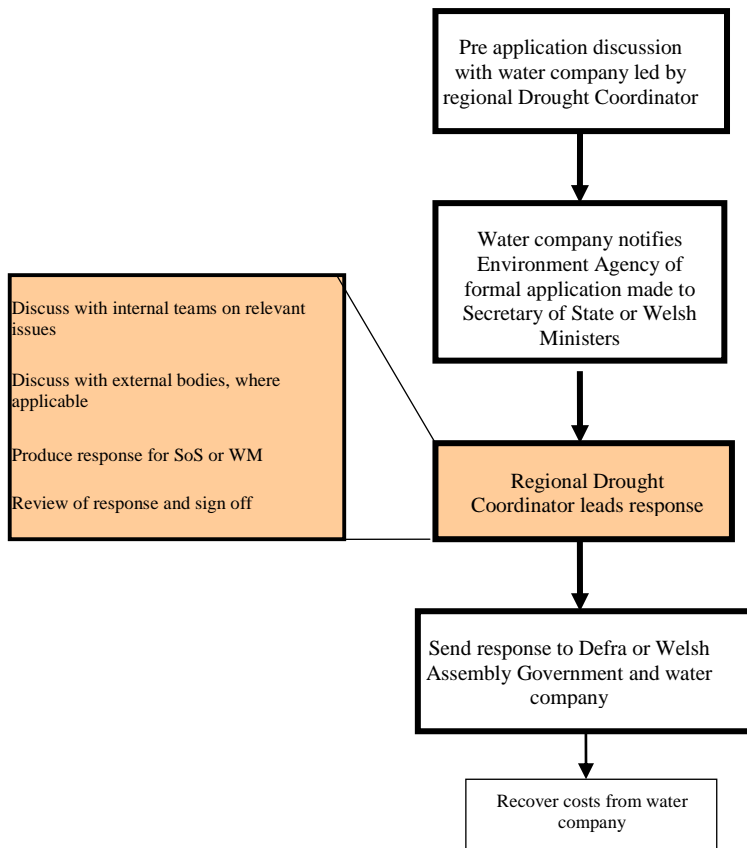 Pre application discussion
with water company led by
regional Drought Coordinator
Water company notifies
Environment Agency of
formal application made to
Secretary of State or Welsh
Ministers
Discuss with internal teams on relevant
issues
Discuss with external bodies, where
applicable
Produce response for SoS or WM
Review of response and sign off
Regional Drought
Coordinator leads response
Send response to Defra or Welsh
Assembly Government and water
company
Recover costs from water
company